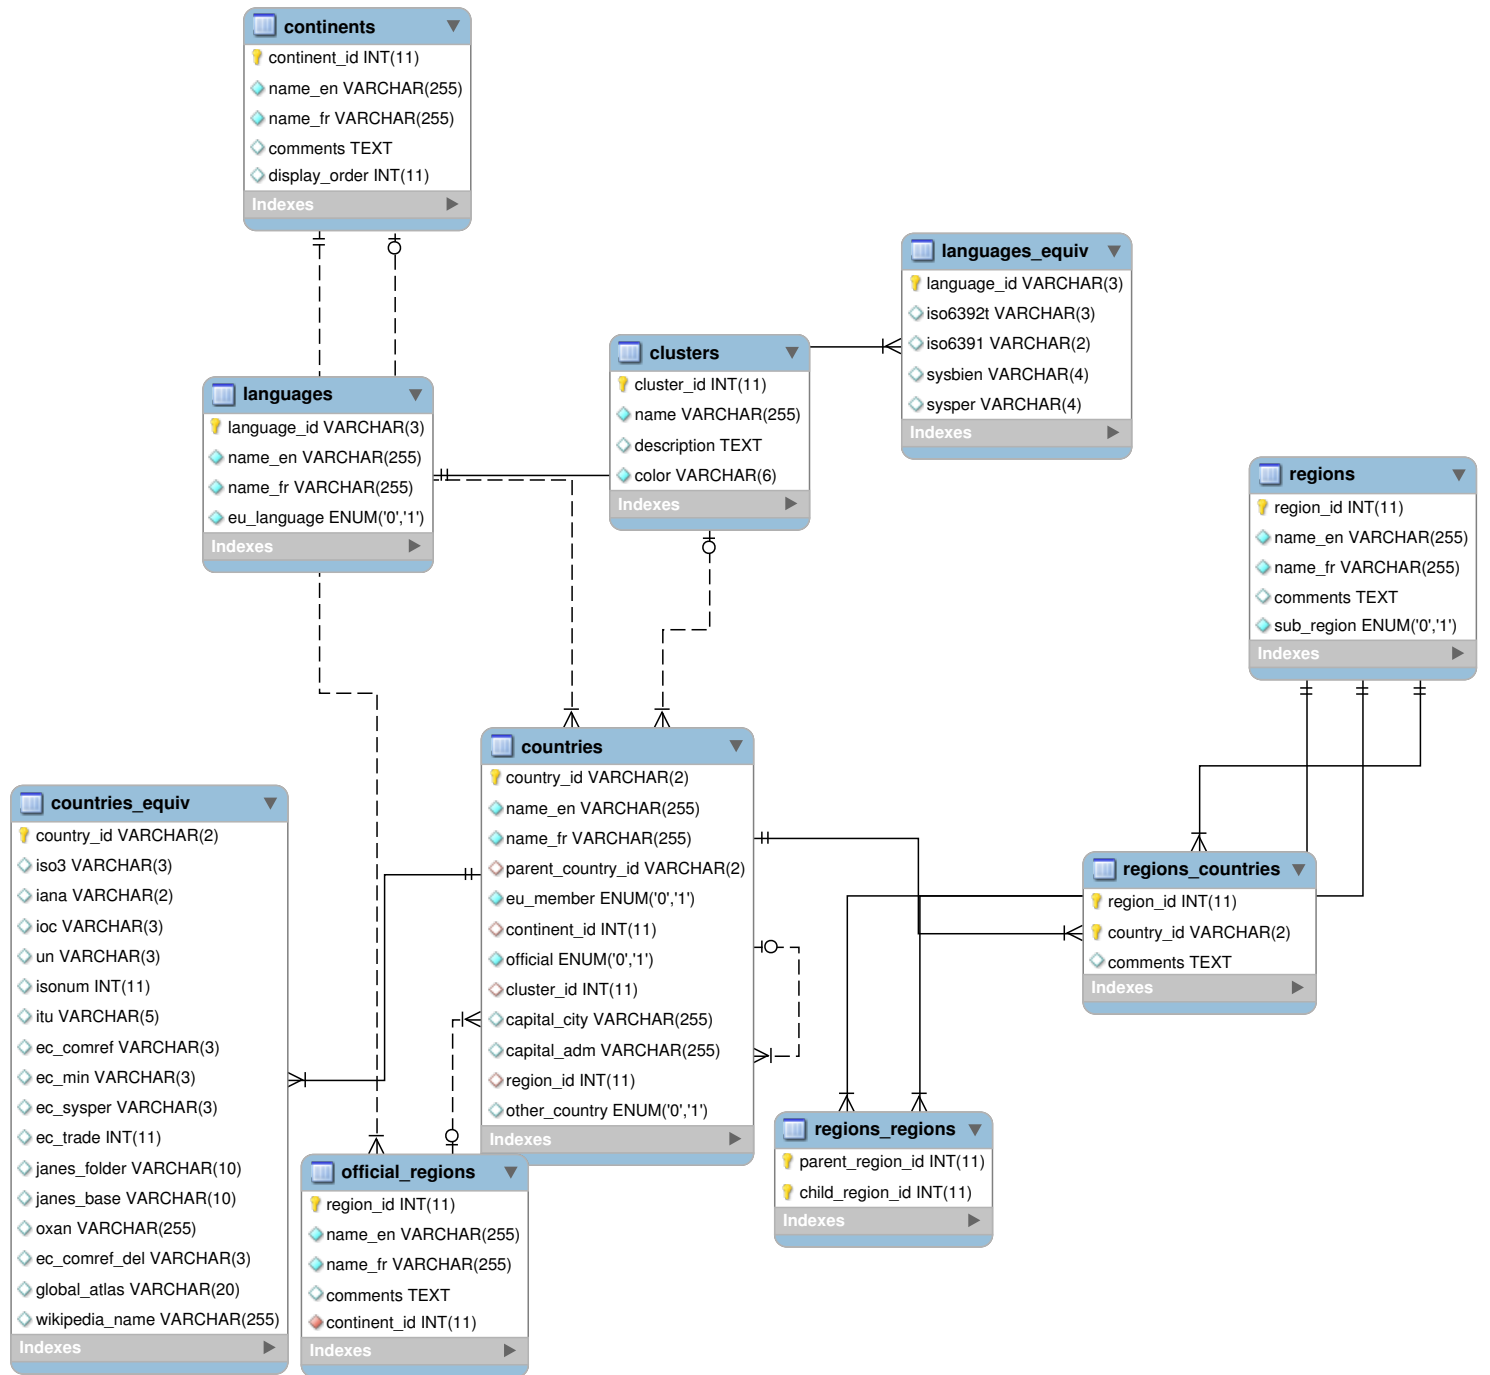 continents
continent_id INT(11)
name_en VARCHAR(255)
name_fr VARCHAR(255)
comments TEXT
display_order INT(11)
Indexes
languages_equiv
language_id VARCHAR(3)
iso6392t VARCHAR(3)
iso6391 VARCHAR(2)
sysbien VARCHAR(4)
sysper VARCHAR(4)
Indexes
clusters
cluster_id INT(11)
name VARCHAR(255)
description TEXT
color VARCHAR(6)
Indexes
languages
language_id VARCHAR(3)
name_en VARCHAR(255)
name_fr VARCHAR(255)
eu_language ENUM('0','1')
Indexes
regions
region_id INT(11)
name_en VARCHAR(255)
name_fr VARCHAR(255)
comments TEXT
sub_region ENUM('0','1')
Indexes
countries
country_id VARCHAR(2)
name_en VARCHAR(255)
name_fr VARCHAR(255)
parent_country_id VARCHAR(2)
eu_member ENUM('0','1')
continent_id INT(11)
official ENUM('0','1')
cluster_id INT(11)
capital_city VARCHAR(255)
capital_adm VARCHAR(255)
region_id INT(11)
other_country ENUM('0','1')
Indexes
countries_equiv
country_id VARCHAR(2)
iso3 VARCHAR(3)
iana VARCHAR(2)
ioc VARCHAR(3)
un VARCHAR(3)
isonum INT(11)
itu VARCHAR(5)
ec_comref VARCHAR(3)
ec_min VARCHAR(3)
ec_sysper VARCHAR(3)
ec_trade INT(11)
janes_folder VARCHAR(10)
janes_base VARCHAR(10)
oxan VARCHAR(255)
ec_comref_del VARCHAR(3)
global_atlas VARCHAR(20)
wikipedia_name VARCHAR(255)
Indexes
regions_countries
region_id INT(11)
country_id VARCHAR(2)
comments TEXT
Indexes
regions_regions
parent_region_id INT(11)
child_region_id INT(11)
Indexes
official_regions
region_id INT(11)
name_en VARCHAR(255)
name_fr VARCHAR(255)
comments TEXT
continent_id INT(11)
Indexes